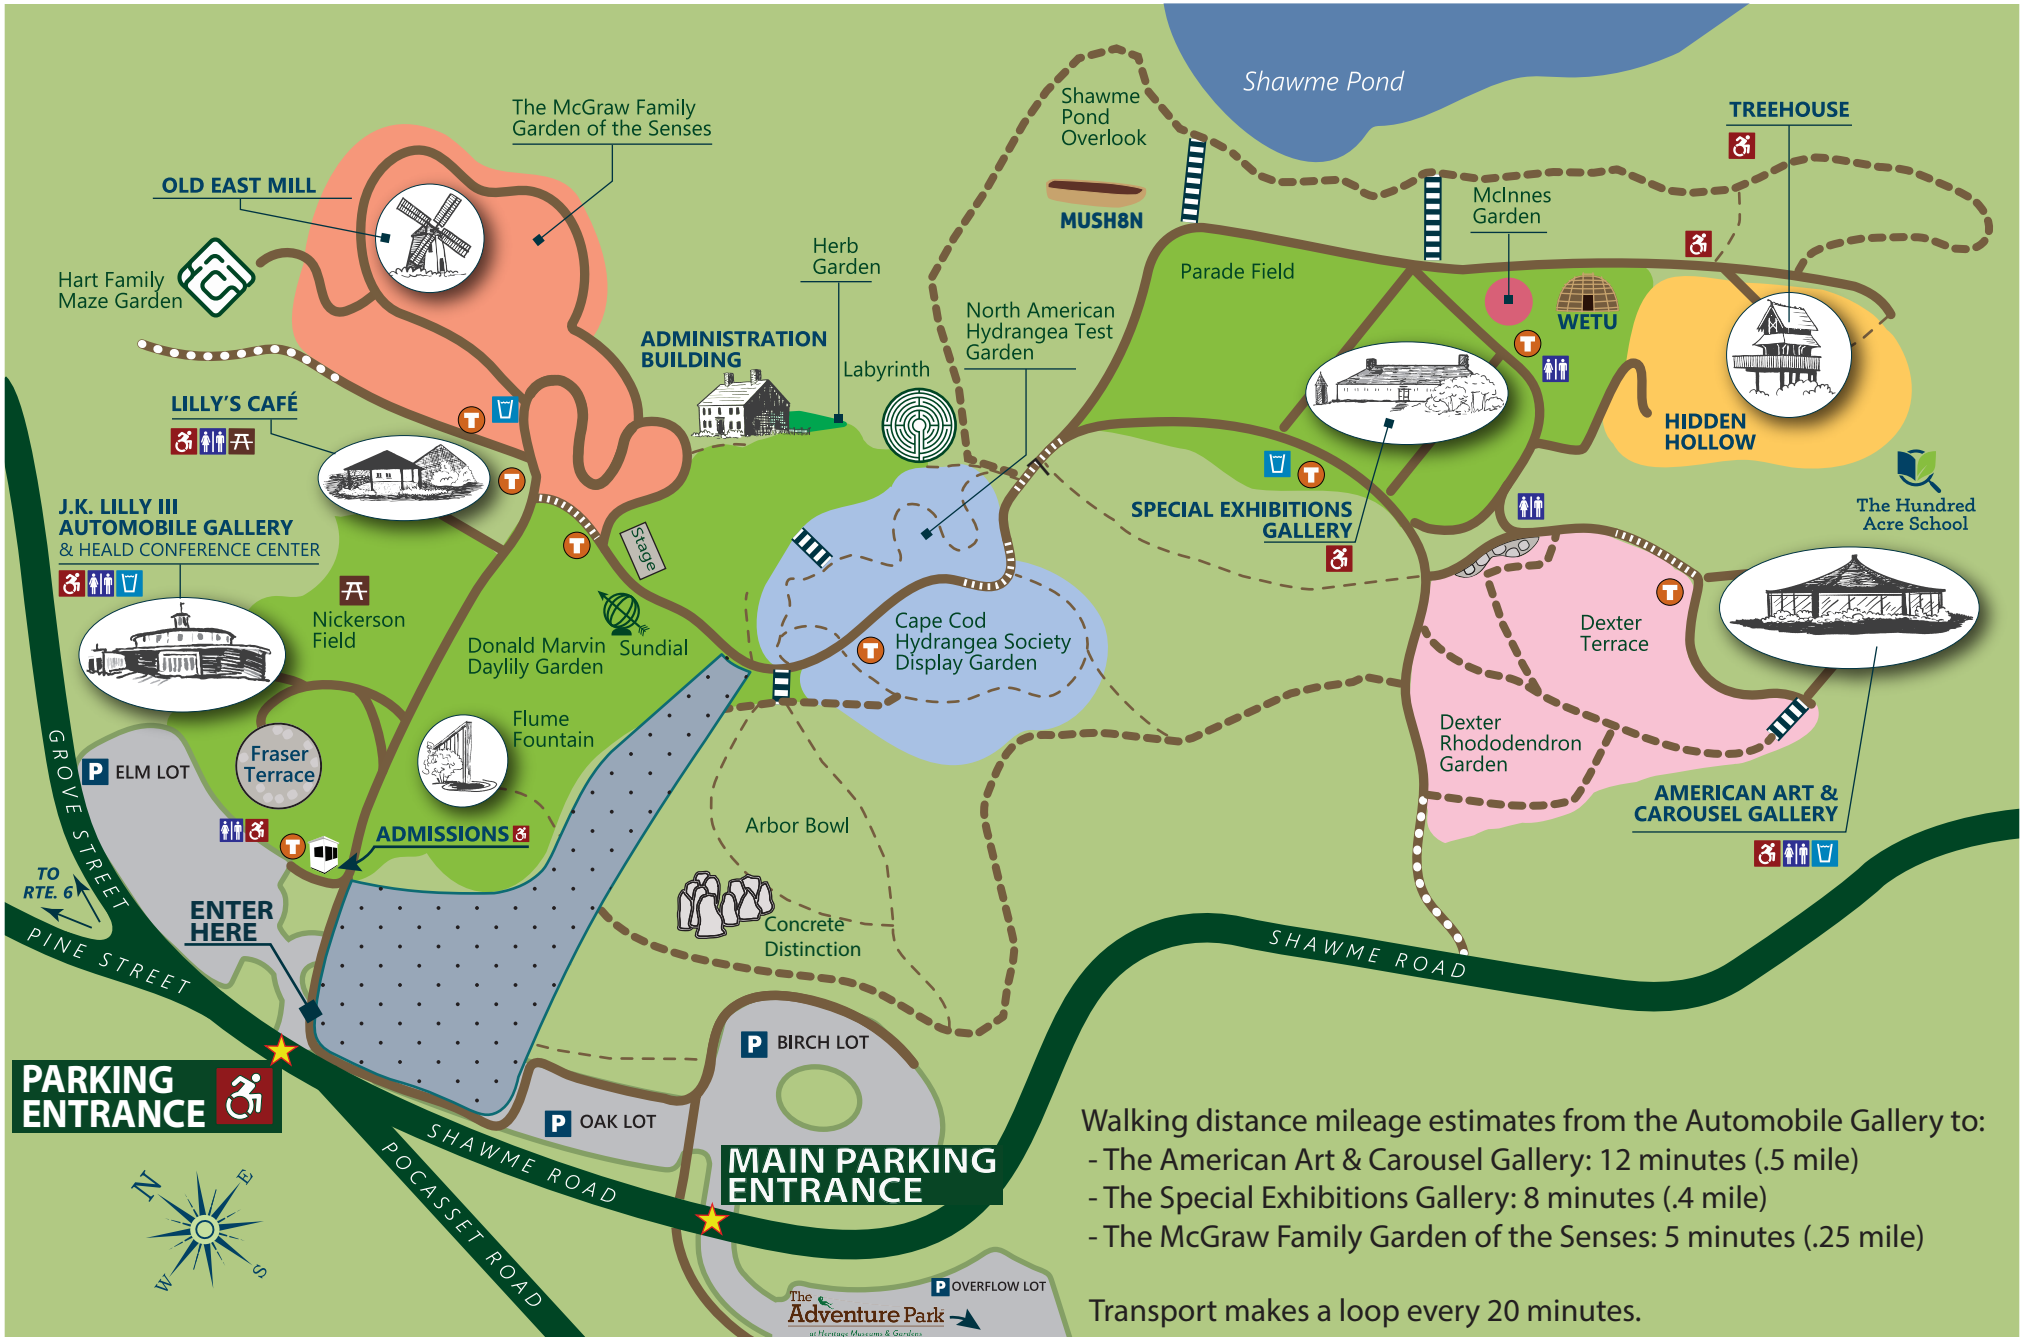 Shawme Pond
The McGraw Family
Garden of the Senses
OLD EAST MILL
Hart Family
Maze Garden
Shawme
Pond
Overlook
MUSH8N
TREEHOUSE
McInnes
Garden
Parade Field
WETU
Herb
Garden
North American
Hydrangea Test
Garden
ADMINISTRATION
BUILDING
Labyrinth
LILLY'S CAFÉ
T
T
T
HIDDEN
HOLLOW
The Hundred
Acre School
J.K. LILLY III
AUTOMOBILE GALLERY
& HEALD CONFERENCE CENTER
Stage
T
T
SPECIAL EXHIBITIONS
GALLERY
Nickerson
Field
Donald Marvin
Daylily Garden
Sundial
T
Cape Cod
Hydrangea Society
Display Garden
T
Dexter
Terrace
Flume
Fountain
Fraser
Terrace
Dexter
Rhododendron
Garden
P ELM LOT
GROVE STREET
AMERICAN ART &
CAROUSEL GALLERY
T
ADMISSIONS
Arbor Bowl
TO
RTE. 6
ENTER
HERE
Concrete
Distinction
PINE STREET
SHAWME ROAD
P BIRCH LOT
PARKING
ENTRANCE
P OAK LOT
SHAWME ROAD
POCASSET ROAD
MAIN PARKING
ENTRANCE
N
E
W
S
Walking distance mileage estimates from the Automobile Gallery to:
- The American Art & Carousel Gallery: 12 minutes (.5 mile)
- The Special Exhibitions Gallery: 8 minutes (.4 mile)
- The McGraw Family Garden of the Senses: 5 minutes (.25 mile)
Transport makes a loop every 20 minutes.
P OVERFLOW LOT
The
Adventure Park
at Heritage Museums & Gardens